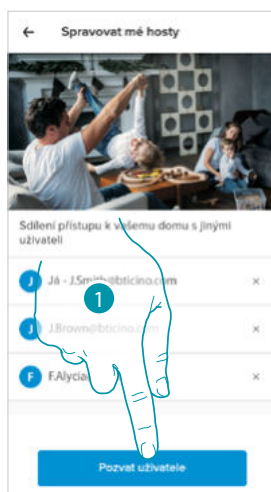 ← Spravovat mé hosty
Sdílení přístupu k vašemu domu s jinými
uživateli
J Já - J.Smith@bticino.com ×
1
J J.Brown@bticino.com ×
F F.Alycia ×
Pozvat uživatele